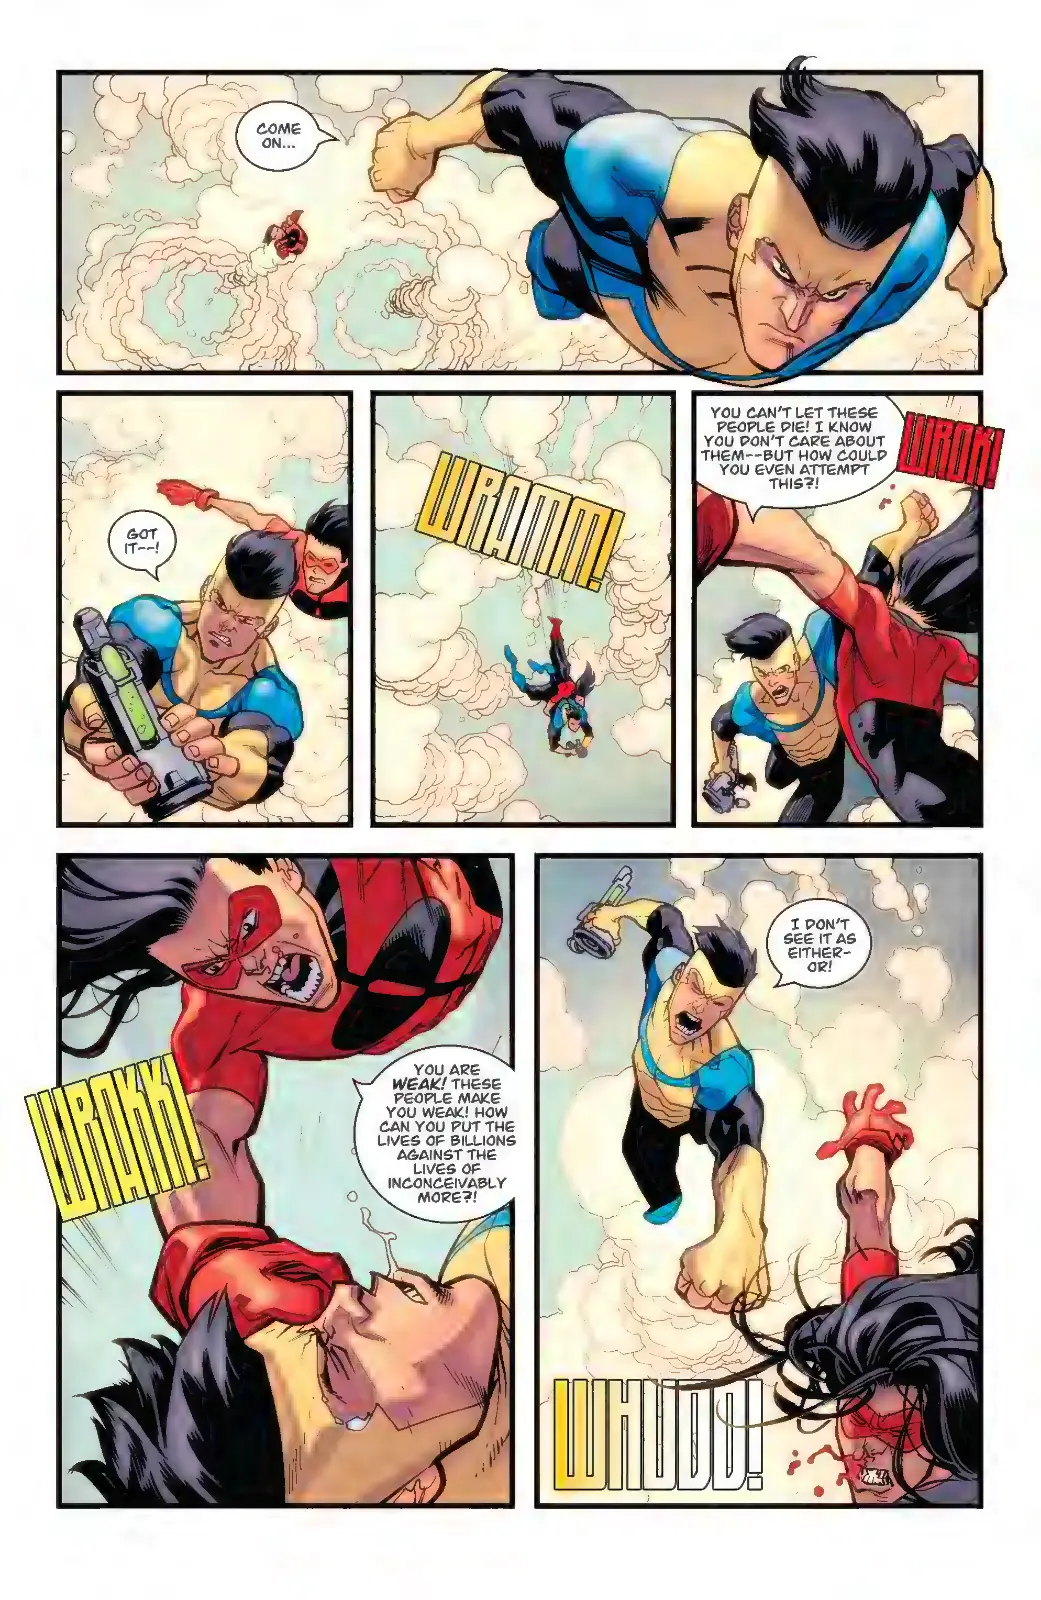 COME
ON...
GOT
IT--!
WRAMM!
YOU CAN'T LET THESE
PEOPLE DIE! I KNOW
YOU DON'T CARE ABOUT
THEM--BUT HOW COULD
YOU EVEN ATTEMPT
THIS?!
WROK!
WROKK!
YOU ARE
WEAK! THESE
PEOPLE MAKE
YOU WEAK! HOW
CAN YOU PUT THE
LIVES OF BILLIONS
AGAINST THE
LIVES OF
INCONCEIVABLY
MORE?!
I DON'T
SEE IT AS
EITHER-
OR!
WHUDD!